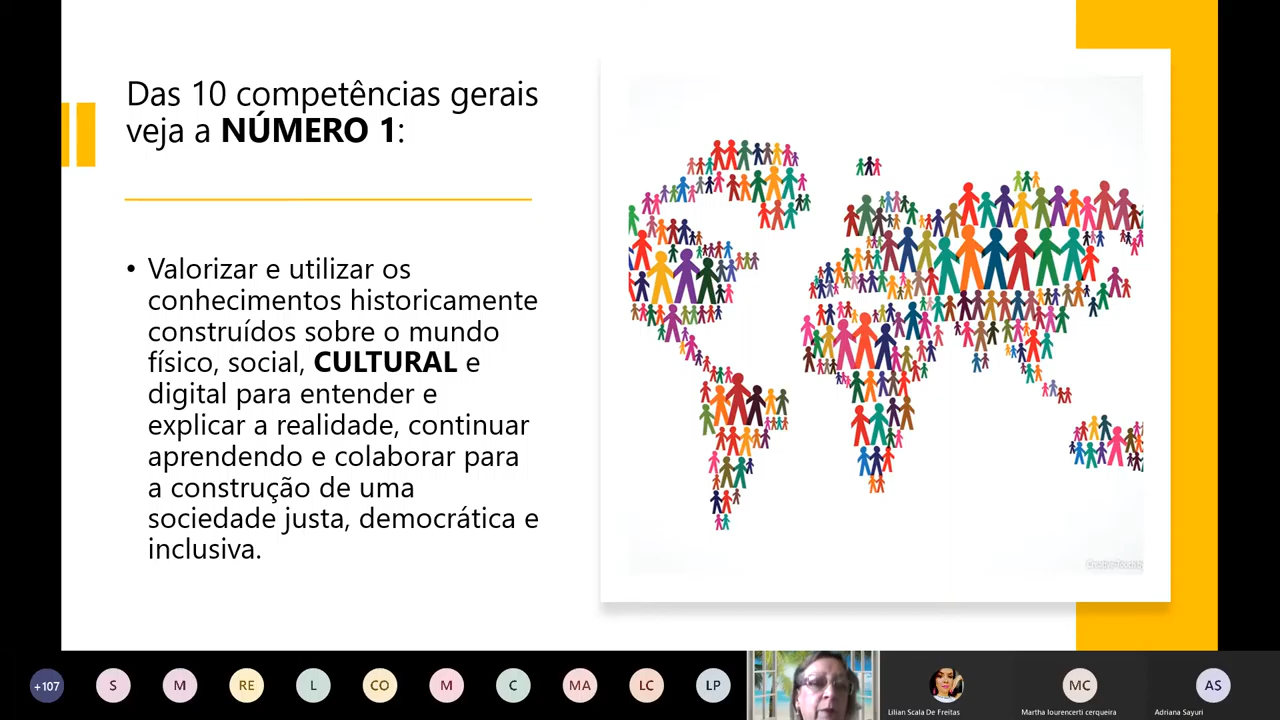 Das 10 competências gerais
veja a NÚMERO 1:
• Valorizar e utilizar os
conhecimentos historicamente
construídos sobre o mundo
físico, social, CULTURAL e
digital para entender e
explicar a realidade, continuar
aprendendo e colaborar para
a construção de uma
sociedade justa, democrática e
inclusiva.
+107
S
M
RE
L
CO
M
C
MA
LC
LP
MC
AS
Lilian Scala De Freitas
Martha lourencerti cerqueira
Adriana Sayuri